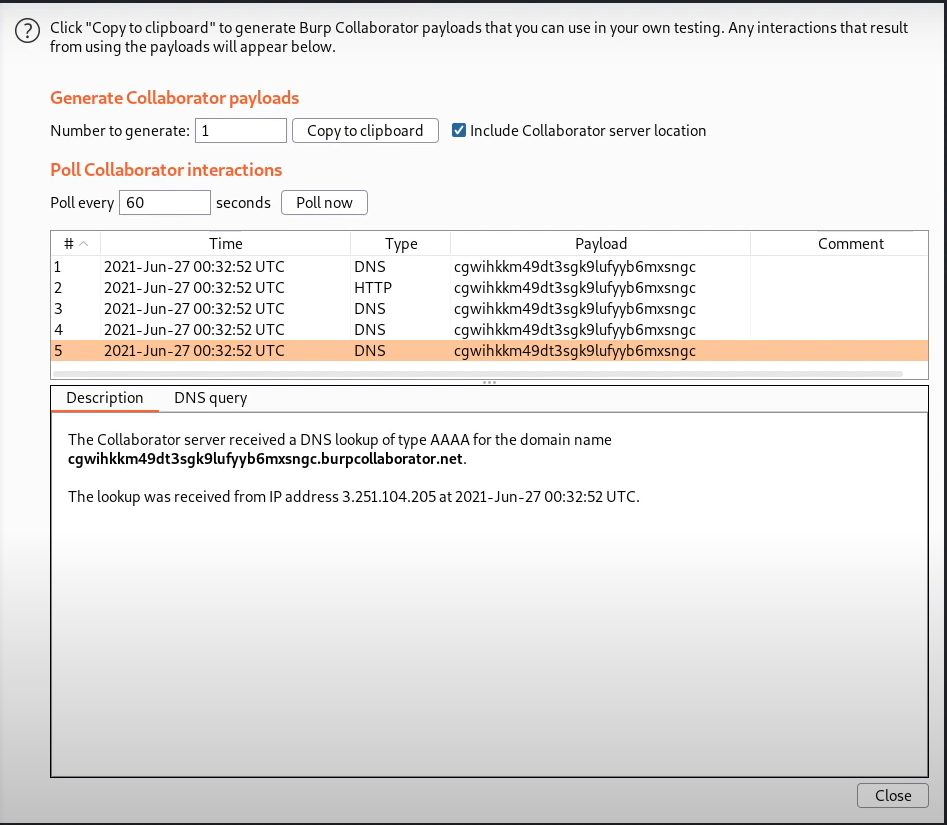 Click "Copy to clipboard" to generate Burp Collaborator payloads that you can use in your own testing. Any interactions that result
from using the payloads will appear below.
Generate Collaborator payloads
Number to generate: 1 Copy to clipboard Include Collaborator server location
Poll Collaborator interactions
Poll every 60 seconds Poll now
# Time Type Payload Comment
1 2021-Jun-27 00:32:52 UTC DNS cgwihkkm49dt3sgk9lufyyb6mxsngc
2 2021-Jun-27 00:32:52 UTC HTTP cgwihkkm49dt3sgk9lufyyb6mxsngc
3 2021-Jun-27 00:32:52 UTC DNS cgwihkkm49dt3sgk9lufyyb6mxsngc
4 2021-Jun-27 00:32:52 UTC DNS cgwihkkm49dt3sgk9lufyyb6mxsngc
5 2021-Jun-27 00:32:52 UTC DNS cgwihkkm49dt3sgk9lufyyb6mxsngc
Description DNS query
The Collaborator server received a DNS lookup of type AAAA for the domain name
cgwihkkm49dt3sgk9lufyyb6mxsngc.burpcollaborator.net.
The lookup was received from IP address 3.251.104.205 at 2021-Jun-27 00:32:52 UTC.
Close